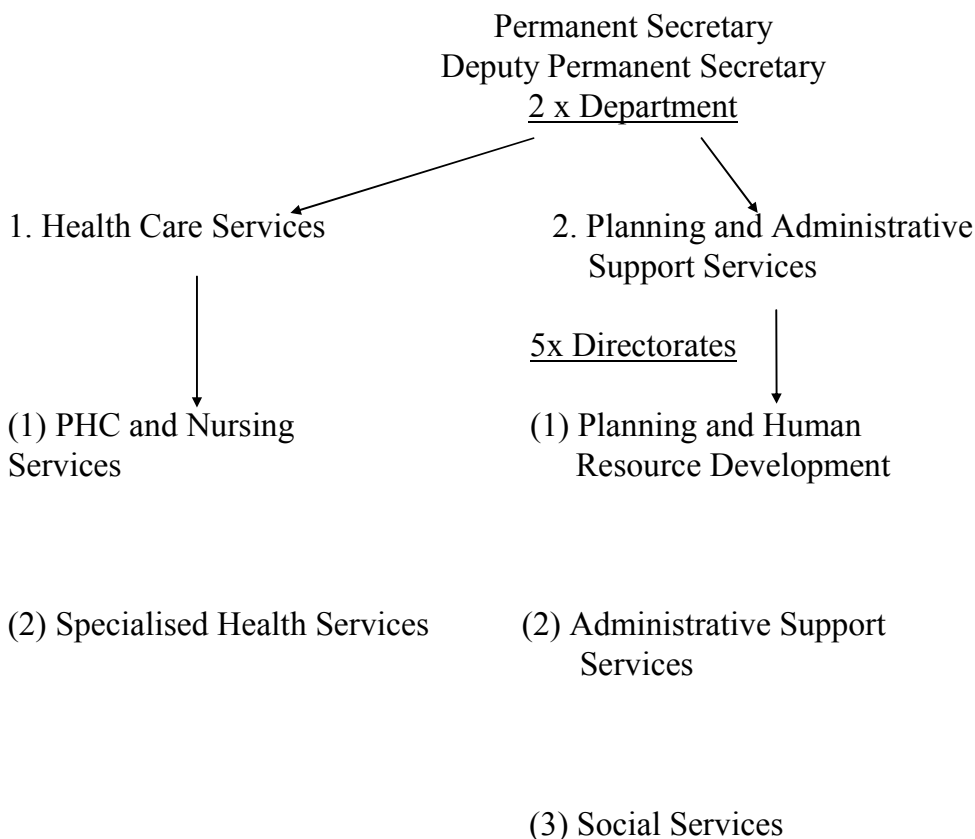 Permanent Secretary
Deputy Permanent Secretary
2 x Department
1. Health Care Services
2. Planning and Administrative
Support Services
5x Directorates
(1) PHC and Nursing
Services
(1) Planning and Human
Resource Development
(2) Specialised Health Services
(2) Administrative Support
Services
(3) Social Services